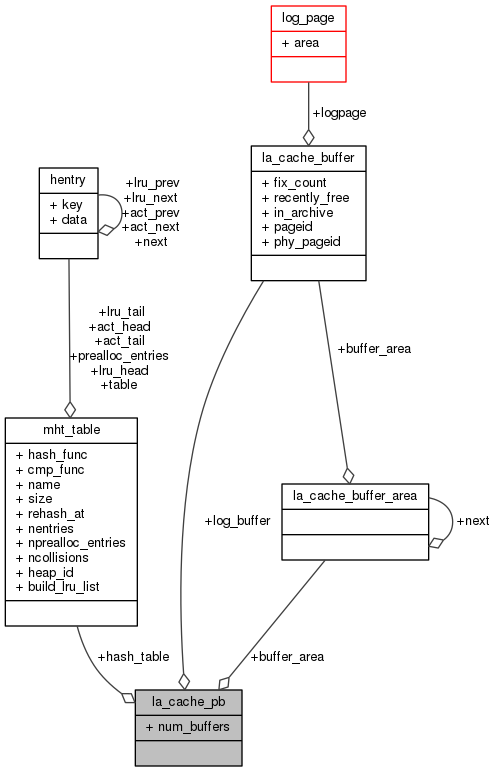 log_page
+ area
+logpage
la_cache_buffer
+ fix_count
+ recently_free
+ in_archive
+ pageid
+ phy_pageid
hentry
+ key
+ data
+lru_prev
+lru_next
+act_prev
+act_next
+next
+lru_tail
+act_head
+act_tail
+prealloc_entries
+lru_head
+table
+buffer_area
mht_table
+ hash_func
+ cmp_func
+ name
+ size
+ rehash_at
+ nentries
+ nprealloc_entries
+ ncollisions
+ heap_id
+ build_lru_list
la_cache_buffer_area
+next
+log_buffer
+hash_table
+buffer_area
la_cache_pb
+ num_buffers